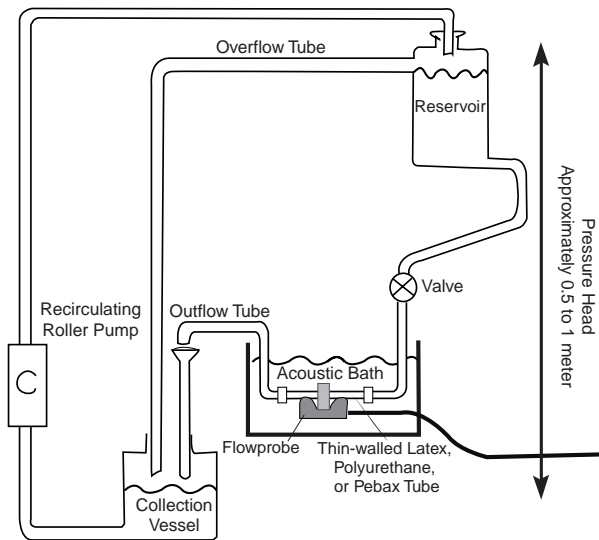 Overflow Tube
Reservoir
Pressure Head
Approximately 0.5 to 1 meter
Valve
Recirculating
Roller Pump
Outflow Tube
Acoustic Bath
Flowprobe
Thin-walled Latex,
Polyurethane,
or Pebax Tube
Collection
Vessel